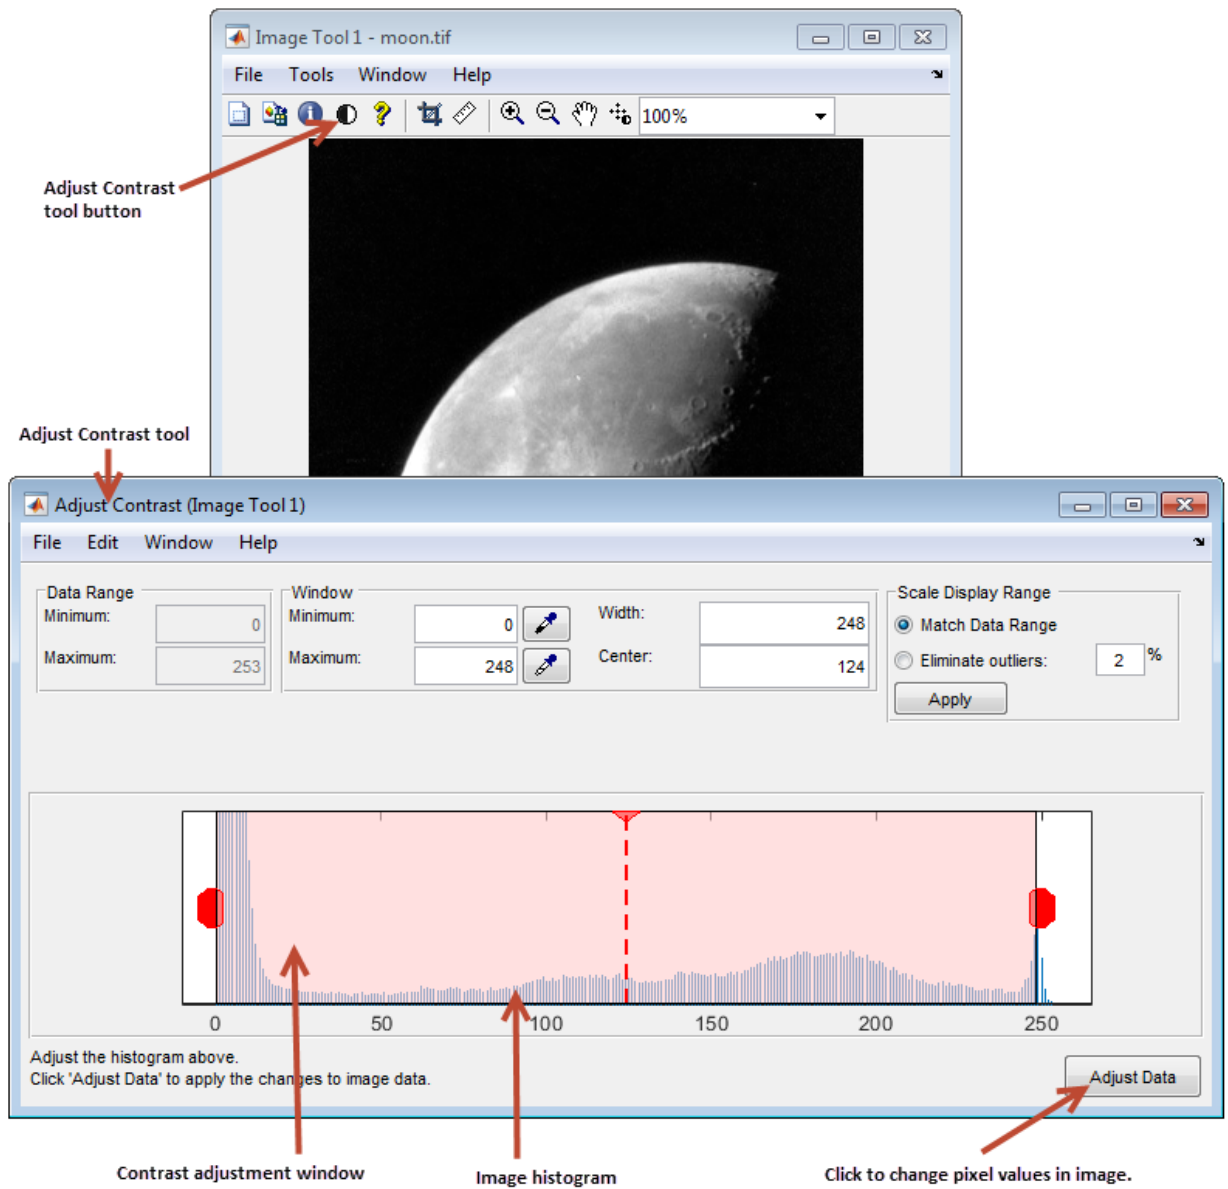 Image Tool 1 - moon.tif
File Tools Window Help
100%
Adjust Contrast
tool button
Adjust Contrast tool
Adjust Contrast (Image Tool 1)
File Edit Window Help
Data Range
Minimum: 0
Maximum: 253
Window
Minimum: 0
Maximum: 248
Width: 248
Center: 124
Scale Display Range
Match Data Range
Eliminate outliers: 2 %
Apply
0 50 100 150 200 250
Adjust the histogram above.
Click 'Adjust Data' to apply the changes to image data.
Adjust Data
Contrast adjustment window
Image histogram
Click to change pixel values in image.